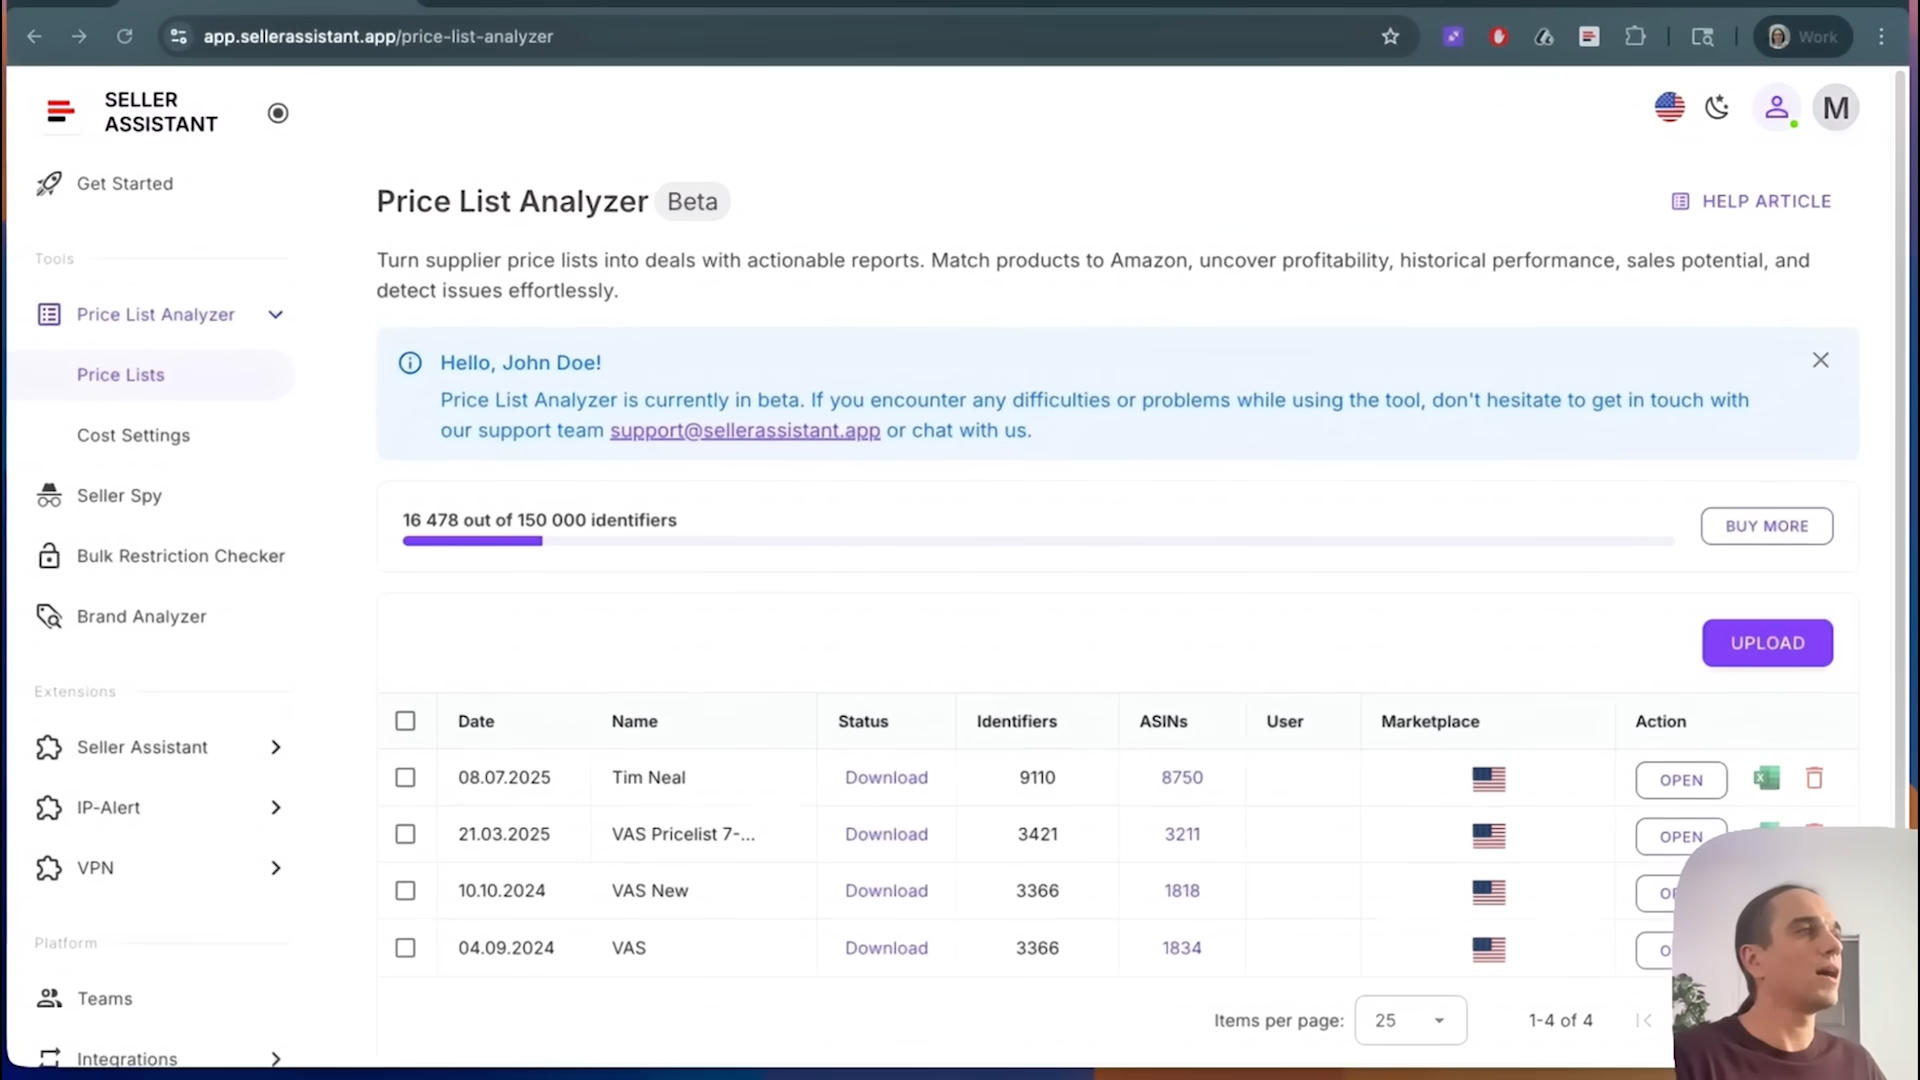 app.sellerassistant.app/price-list-analyzer
Work
SELLER
ASSISTANT
M
Get Started
Tools
Price List Analyzer
Price Lists
Cost Settings
Seller Spy
Bulk Restriction Checker
Brand Analyzer
Extensions
Seller Assistant
IP-Alert
VPN
Platform
Teams
Integrations
Price List Analyzer Beta
HELP ARTICLE
Turn supplier price lists into deals with actionable reports. Match products to Amazon, uncover profitability, historical performance, sales potential, and
detect issues effortlessly.
Hello, John Doe!
Price List Analyzer is currently in beta. If you encounter any difficulties or problems while using the tool, don't hesitate to get in touch with
our support team support@sellerassistant.app or chat with us.
16 478 out of 150 000 identifiers
BUY MORE
UPLOAD
Date Name Status Identifiers ASINs User Marketplace Action
08.07.2025 Tim Neal Download 9110 8750 OPEN
21.03.2025 VAS Pricelist 7-... Download 3421 3211 OPEN
10.10.2024 VAS New Download 3366 1818
04.09.2024 VAS Download 3366 1834
Items per page: 25 1-4 of 4